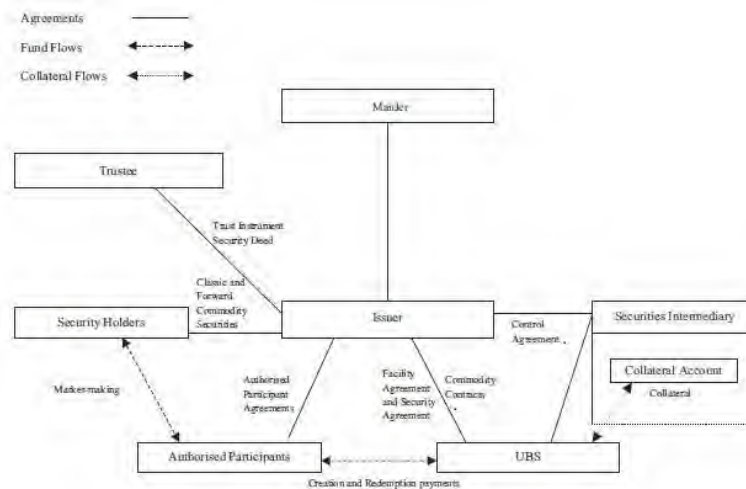 Agreements
Fund Flows
Collateral Flows
Trustee
Trust Instrument
Security Deed
Classic and
Forward
Commodity
Securities
Security Holders
Issuer
Control
Agreement
Securities Intermediary
Collateral Account
Collateral
Market-making
Authorised
Participant
Agreements
Facility
Agreement
and Security
Agreement
Commodity
Contracts
Authorised Participants
UBS
Creation and Redemption payments